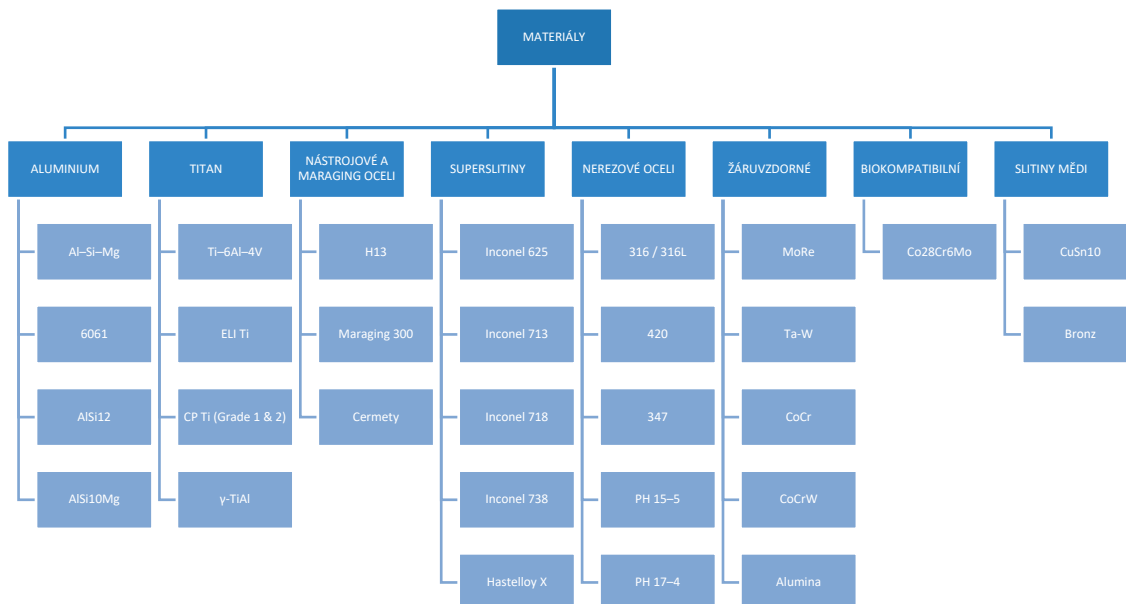 MATERIÁLY
ALUMINIUM
TITAN
NÁSTROJOVÉ A
MARAGING OCELI
SUPERSLITINY
NEREZOVÉ OCELI
ŽÁRUVZDORNÉ
BIOKOMPATIBILNÍ
SLITINY MĚDI
Al–Si–Mg
Ti–6Al–4V
H13
Inconel 625
316 / 316L
MoRe
Co28Cr6Mo
CuSn10
6061
ELI Ti
Maraging 300
Inconel 713
420
Ta-W
Bronz
AlSi12
CP Ti (Grade 1 & 2)
Cermety
Inconel 718
347
CoCr
AlSi10Mg
γ-TiAl
Inconel 738
PH 15–5
CoCrW
Hastelloy X
PH 17–4
Alumina